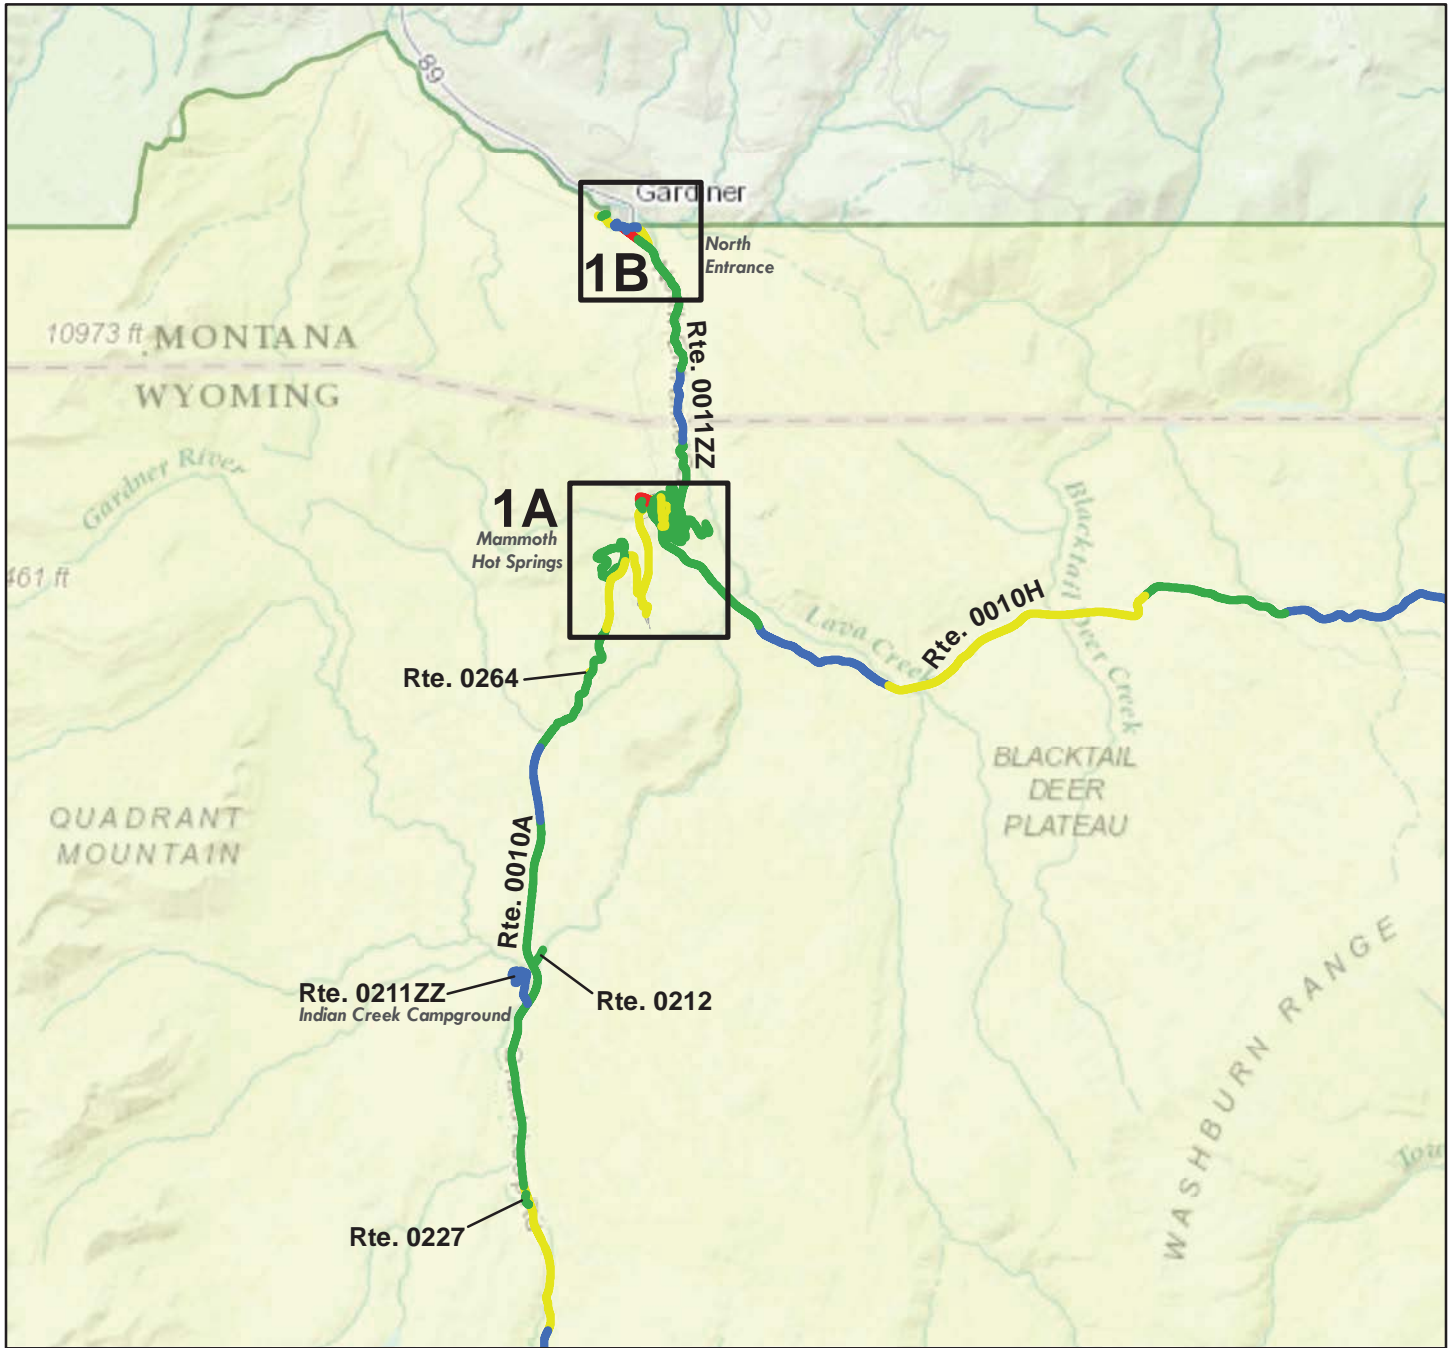 89
Gardiner
1B
North
Entrance
10973 ft
MONTANA
WYOMING
Rte. 0011ZZ
Gardner River
1A
Mammoth
Hot Springs
461 ft
Blacktail Deer Creek
Lava Creek
Rte. 0010H
Rte. 0264
BLACKTAIL
DEER
PLATEAU
QUADRANT
MOUNTAIN
Rte. 0010A
WASHBURN RANGE
Rte. 0211ZZ
Indian Creek Campground
Rte. 0212
Rte. 0227